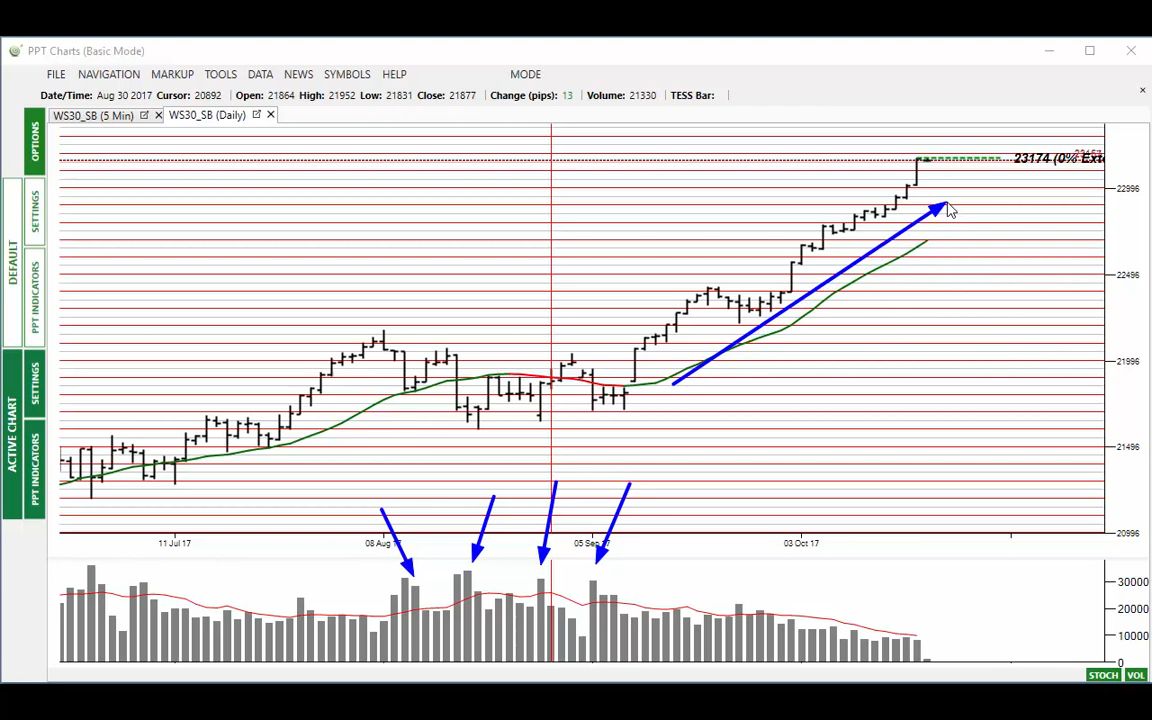 PPT Charts (Basic Mode)
FILE NAVIGATION MARKUP TOOLS DATA NEWS SYMBOLS HELP MODE
Date/Time: Aug 30 2017 Cursor: 20892 Open: 21864 High: 21952 Low: 21831 Close: 21877 Change (pips): 13 Volume: 21330 TESS Bar:
WS30_SB (5 Min) WS30_SB (Daily)
OPTIONS
SETTINGS
DEFAULT
PPT INDICATORS
SETTINGS
ACTIVE CHART
PPT INDICATORS
23174 (0% Exte
22996
22496
21996
21496
20996
11 Jul 17 08 Aug 17 05 Sep 17 03 Oct 17
30000
20000
10000
0
STOCH VOL